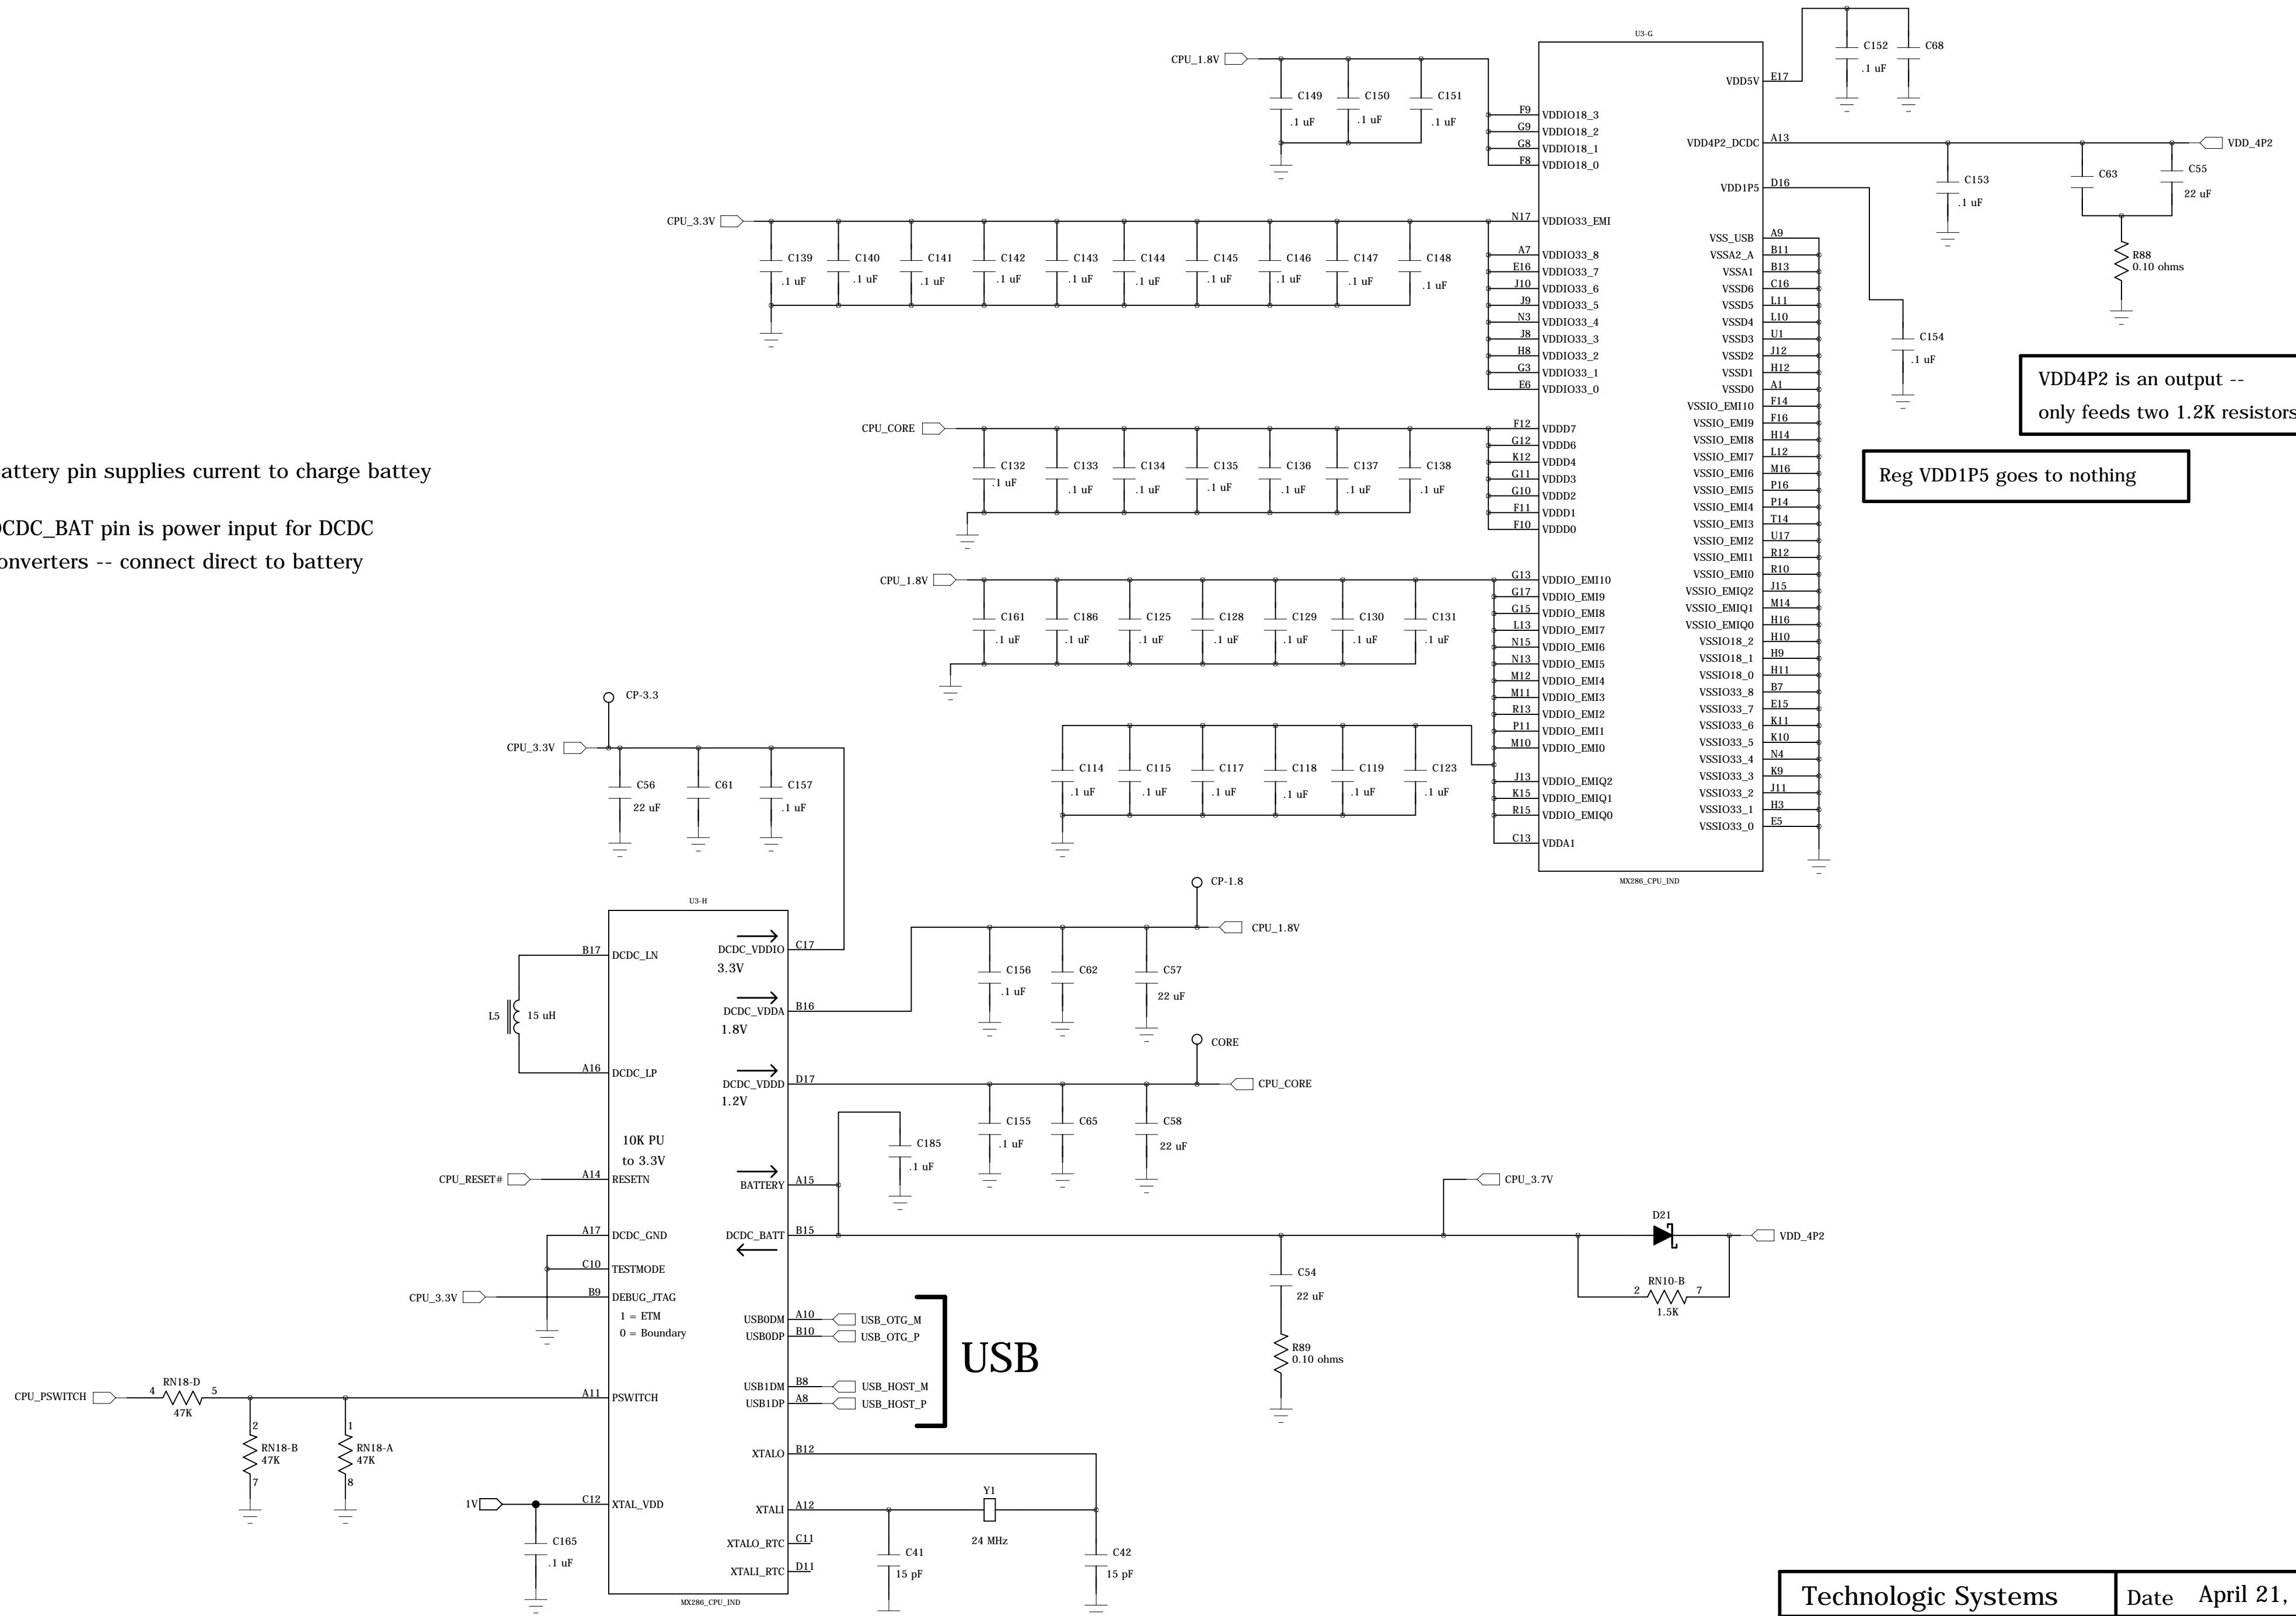 U3-G
CPU_1.8V
C149
.1 uF
C150
.1 uF
C151
.1 uF
C152
.1 uF
C68
VDD5V
E17
F9
VDDIO18_3
G9
VDDIO18_2
G8
VDDIO18_1
F8
VDDIO18_0
VDD4P2_DCDC
A13
VDD_4P2
VDD1P5
D16
C153
.1 uF
C63
C55
22 uF
R88
0.10 ohms
C154
.1 uF
CPU_3.3V
C139
.1 uF
C140
.1 uF
C141
.1 uF
C142
.1 uF
C143
.1 uF
C144
.1 uF
C145
.1 uF
C146
.1 uF
C147
.1 uF
C148
.1 uF
N17
VDDIO33_EMI
A7
VDDIO33_8
E16
VDDIO33_7
J10
VDDIO33_6
J9
VDDIO33_5
N3
VDDIO33_4
J8
VDDIO33_3
H8
VDDIO33_2
G3
VDDIO33_1
E6
VDDIO33_0
VSS_USB
A9
VSSA2_A
B11
VSSA1
B13
VSSD6
C16
VSSD5
L11
VSSD4
L10
VSSD3
U1
VSSD2
J12
VSSD1
H12
VSSD0
A1
VSSIO_EMI10
F14
VSSIO_EMI9
F16
VSSIO_EMI8
H14
VSSIO_EMI7
L12
VSSIO_EMI6
M16
VSSIO_EMI5
P16
VSSIO_EMI4
P14
VSSIO_EMI3
T14
VSSIO_EMI2
U17
VSSIO_EMI1
R12
VSSIO_EMI0
R10
VSSIO_EMIQ2
J15
VSSIO_EMIQ1
M14
VSSIO_EMIQ0
H16
VSSIO18_2
H10
VSSIO18_1
H9
VSSIO18_0
H11
VSSIO33_8
B7
VSSIO33_7
E15
VSSIO33_6
K11
VSSIO33_5
K10
VSSIO33_4
N4
VSSIO33_3
K9
VSSIO33_2
J11
VSSIO33_1
H3
VSSIO33_0
E5
VDD4P2 is an output --
only feeds two 1.2K resistors
Reg VDD1P5 goes to nothing
CPU_CORE
C132
.1 uF
C133
.1 uF
C134
.1 uF
C135
.1 uF
C136
.1 uF
C137
.1 uF
C138
.1 uF
F12
VDDD7
G12
VDDD6
K12
VDDD4
G11
VDDD3
G10
VDDD2
F11
VDDD1
F10
VDDD0
attery pin supplies current to charge battey
DCDC_BAT pin is power input for DCDC
onverters -- connect direct to battery
CPU_1.8V
C161
.1 uF
C186
.1 uF
C125
.1 uF
C128
.1 uF
C129
.1 uF
C130
.1 uF
C131
.1 uF
G13
VDDIO_EMI10
G17
VDDIO_EMI9
G15
VDDIO_EMI8
L13
VDDIO_EMI7
N15
VDDIO_EMI6
N13
VDDIO_EMI5
M12
VDDIO_EMI4
M11
VDDIO_EMI3
R13
VDDIO_EMI2
P11
VDDIO_EMI1
M10
VDDIO_EMI0
J13
VDDIO_EMIQ2
K15
VDDIO_EMIQ1
R15
VDDIO_EMIQ0
C13
VDDA1
MX286_CPU_IND
C114
.1 uF
C115
.1 uF
C117
.1 uF
C118
.1 uF
C119
.1 uF
C123
.1 uF
CP-3.3
CPU_3.3V
C56
22 uF
C61
C157
.1 uF
U3-H
B17
DCDC_LN
L5
15 uH
A16
DCDC_LP
DCDC_VDDIO
C17
3.3V
DCDC_VDDA
B16
1.8V
DCDC_VDDD
D17
1.2V
CP-1.8
CPU_1.8V
C156
.1 uF
C62
C57
22 uF
CORE
CPU_CORE
C155
.1 uF
C65
C58
22 uF
C185
.1 uF
10K PU
to 3.3V
CPU_RESET#
A14
RESETN
BATTERY
A15
A17
DCDC_GND
DCDC_BATT
B15
C10
TESTMODE
CPU_3.3V
B9
DEBUG_JTAG
1 = ETM
0 = Boundary
CPU_3.7V
D21
VDD_4P2
RN10-B
2
7
1.5K
C54
22 uF
R89
0.10 ohms
USB0DM
A10
USB_OTG_M
USB0DP
B10
USB_OTG_P
USB1DM
B8
USB_HOST_M
USB1DP
A8
USB_HOST_P
USB
CPU_PSWITCH
4
RN18-D
5
47K
A11
PSWITCH
2
RN18-B
47K
7
1
RN18-A
47K
8
XTALO
B12
1V
C12
XTAL_VDD
C165
.1 uF
XTALI
A12
Y1
24 MHz
XTALO_RTC
C11
XTALI_RTC
D11
C41
15 pF
C42
15 pF
MX286_CPU_IND
Technologic Systems
Date April 21,